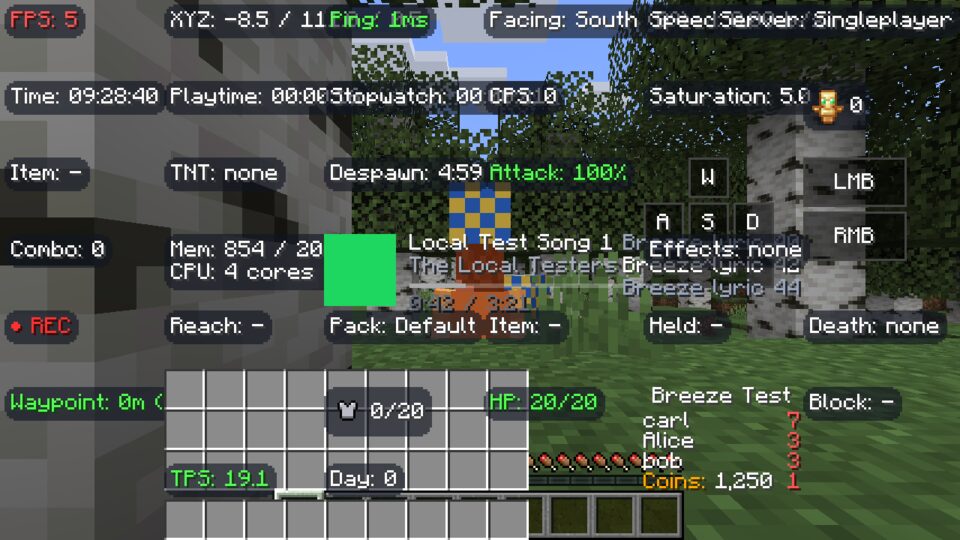 FPS: 5
XYZ: -8.5 / 11
Ping: 1ms
Facing: South
Speed
Server: Singleplayer
Time: 09:28:40
Playtime: 00:00
Stopwatch: 00
CPS: 0
Saturation: 5.0
0
Item: -
TNT: none
Despawn: 4:59
Attack: 100%
W
LMB
A S D
RMB
Combo: 0
Mem: 854 / 20
CPU: 4 cores
Local Test Song 1
The Local Testers
9:42 / 3:21
Effects: none
Breeze lyric 42
Breeze lyric 44
REC
Reach: -
Pack: Default
Item: -
Held: -
Death: none
Waypoint: 0m (
0/20
HP: 20/20
Breeze Test
carl 7
Alice 3
bob 3
Coins: 1,250 1
Block: -
TPS: 19.1
Day: 0